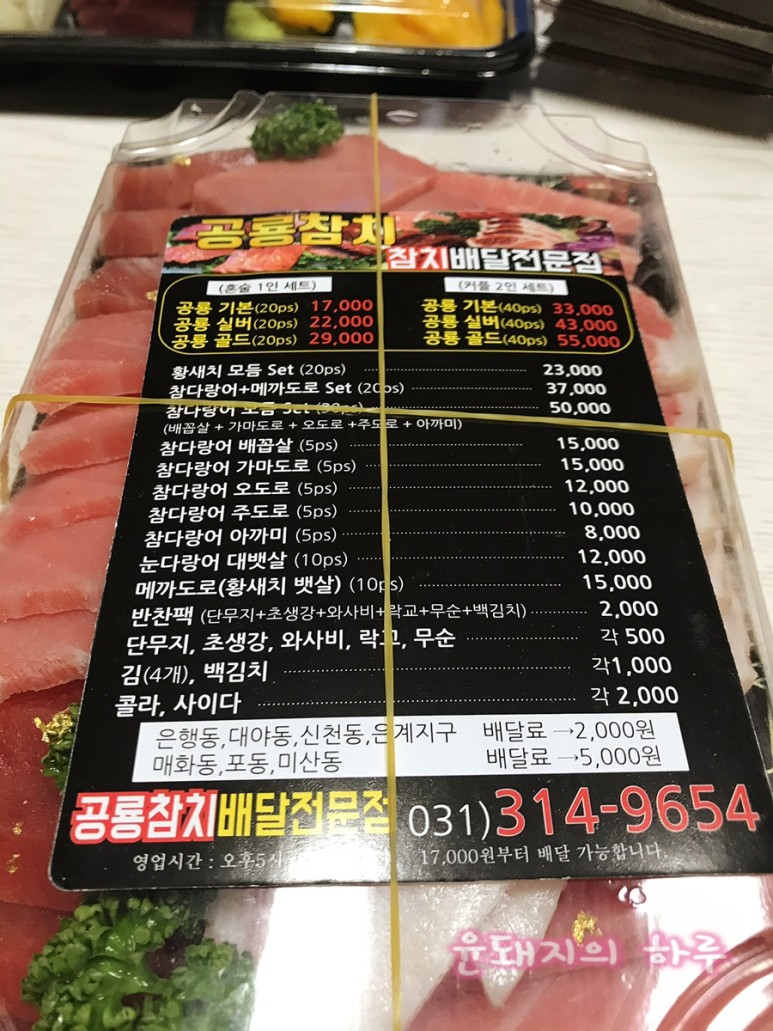 공룡참치
참치배달전문점
(혼술 1인 세트)
공룡 기본(20ps) 17,000
공룡 실버(20ps) 22,000
공룡 골드(20ps) 29,000
(커플 2인 세트)
공룡 기본(40ps) 33,000
공룡 실버(40ps) 43,000
공룡 골드(40ps) 55,000
황새치 모듬 Set (20ps) 23,000
참다랑어+메까도로 Set (20ps) 37,000
참다랑어 모듬 Set 50,000
(배꼽살 + 가마도로 + 오도로 +주도로 + 아까미)
참다랑어 배꼽살 (5ps) 15,000
참다랑어 가마도로 (5ps) 15,000
참다랑어 오도로 (5ps) 12,000
참다랑어 주도로 (5ps) 10,000
참다랑어 아까미 (5ps) 8,000
눈다랑어 대뱃살 (10ps) 12,000
메까도로(황새치 뱃살) (10ps) 15,000
반찬팩 (단무지+초생강+와사비+락교+무순+백김치) 2,000
단무지, 초생강, 와사비, 락교, 무순 각 500
김(4개), 백김치 각1,000
콜라, 사이다 각 2,000
은행동,대야동,신천동,은계지구 배달료 →2,000원
매화동,포동,미산동 배달료 →5,000원
공룡참치배달전문점 031)314-9654
영업시간 : 오후5시 17,000원부터 배달 가능합니다.
윤돼지의 하루